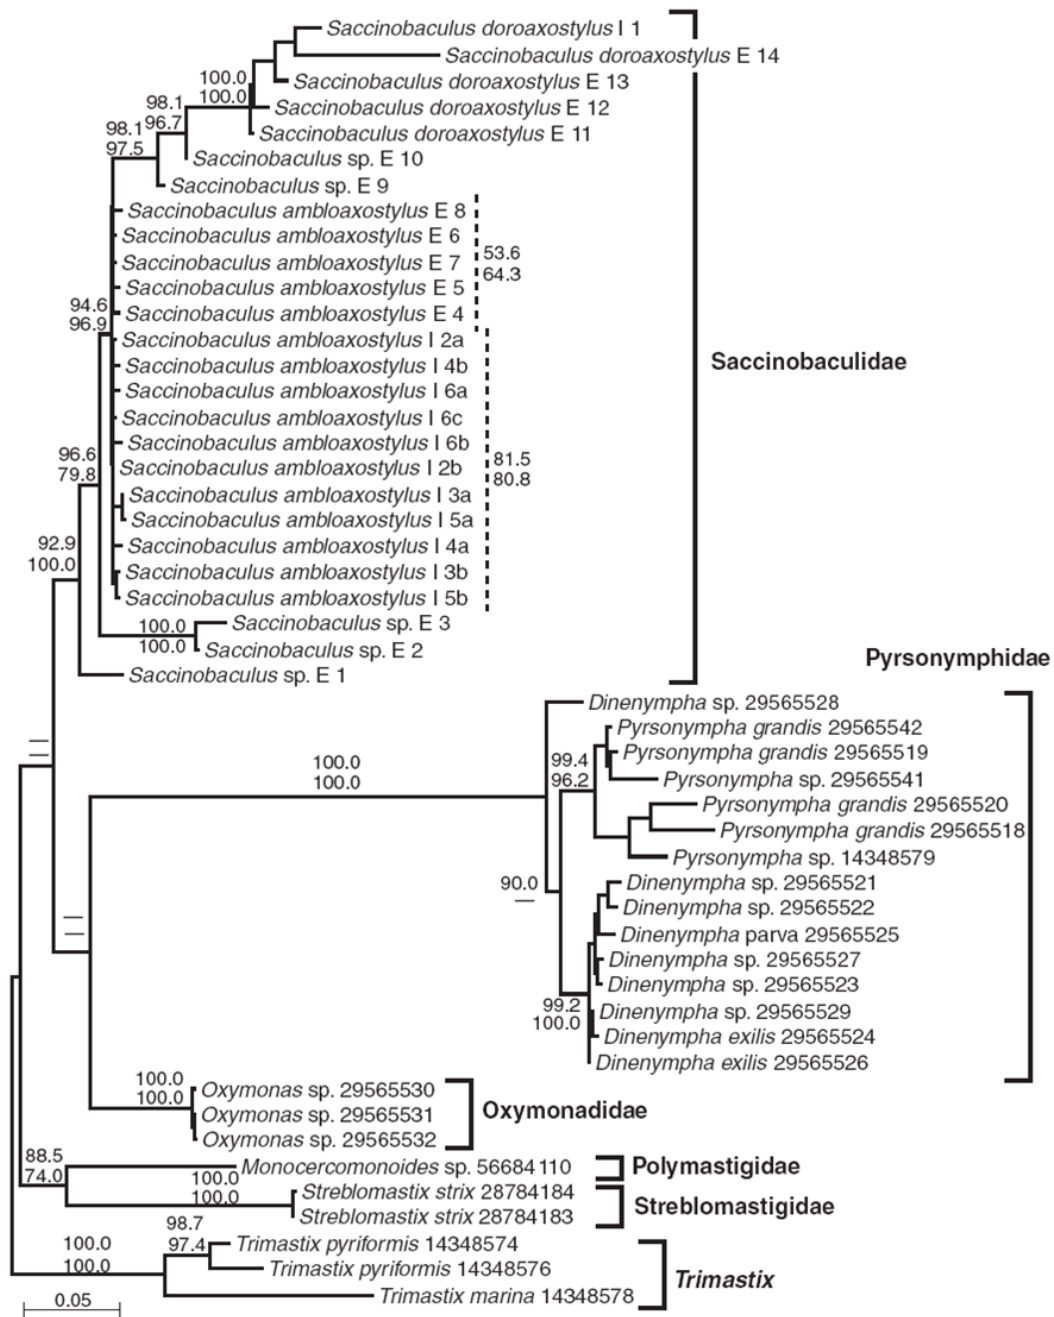 Saccinobaculus doroaxostylus I 1
Saccinobaculus doroaxostylus E 14
100.0
100.0
Saccinobaculus doroaxostylus E 13
98.1
96.7
Saccinobaculus doroaxostylus E 12
98.1
97.5
Saccinobaculus doroaxostylus E 11
Saccinobaculus sp. E 10
Saccinobaculus sp. E 9
Saccinobaculus ambloaxostylus E 8
Saccinobaculus ambloaxostylus E 6
53.6
64.3
Saccinobaculus ambloaxostylus E 7
Saccinobaculus ambloaxostylus E 5
94.6
96.9
Saccinobaculus ambloaxostylus E 4
Saccinobaculus ambloaxostylus I 2a
Saccinobaculidae
Saccinobaculus ambloaxostylus I 4b
Saccinobaculus ambloaxostylus I 6a
Saccinobaculus ambloaxostylus I 6c
Saccinobaculus ambloaxostylus I 6b
96.6
79.8
81.5
80.8
Saccinobaculus ambloaxostylus I 2b
Saccinobaculus ambloaxostylus I 3a
Saccinobaculus ambloaxostylus I 5a
92.9
100.0
Saccinobaculus ambloaxostylus I 4a
Saccinobaculus ambloaxostylus I 3b
Saccinobaculus ambloaxostylus I 5b
100.0
100.0
Saccinobaculus sp. E 3
Saccinobaculus sp. E 2
Saccinobaculus sp. E 1
Pyrsonymphidae
Dinenympha sp. 29565528
Pyrsonympha grandis 29565542
Pyrsonympha grandis 29565519
100.0
100.0
99.4
96.2
Pyrsonympha sp. 29565541
Pyrsonympha grandis 29565520
Pyrsonympha grandis 29565518
Pyrsonympha sp. 14348579
90.0
—
Dinenympha sp. 29565521
Dinenympha sp. 29565522
Dinenympha parva 29565525
Dinenympha sp. 29565527
Dinenympha sp. 29565523
99.2
100.0
Dinenympha sp. 29565529
Dinenympha exilis 29565524
Dinenympha exilis 29565526
100.0
100.0
Oxymonas sp. 29565530
Oxymonas sp. 29565531
Oxymonadidae
Oxymonas sp. 29565532
88.5
74.0
Monocercomonoides sp. 56684110
Polymastigidae
100.0
100.0
Streblomastix strix 28784184
Streblomastigidae
Streblomastix strix 28784183
98.7
97.4
100.0
100.0
Trimastix pyriformis 14348574
Trimastix pyriformis 14348576
Trimastix
Trimastix marina 14348578
0.05